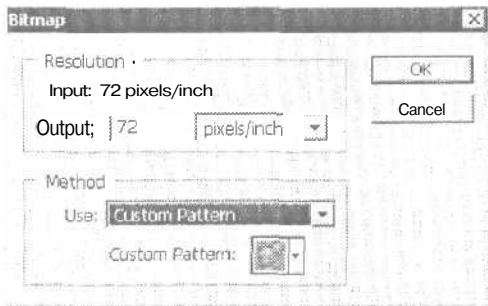 Bitmap
Resolution
Input: 72 pixels/inch
Output; 72 pixels/inch
OK
Cancel
Method
Use: Custom Pattern
Custom Pattern: